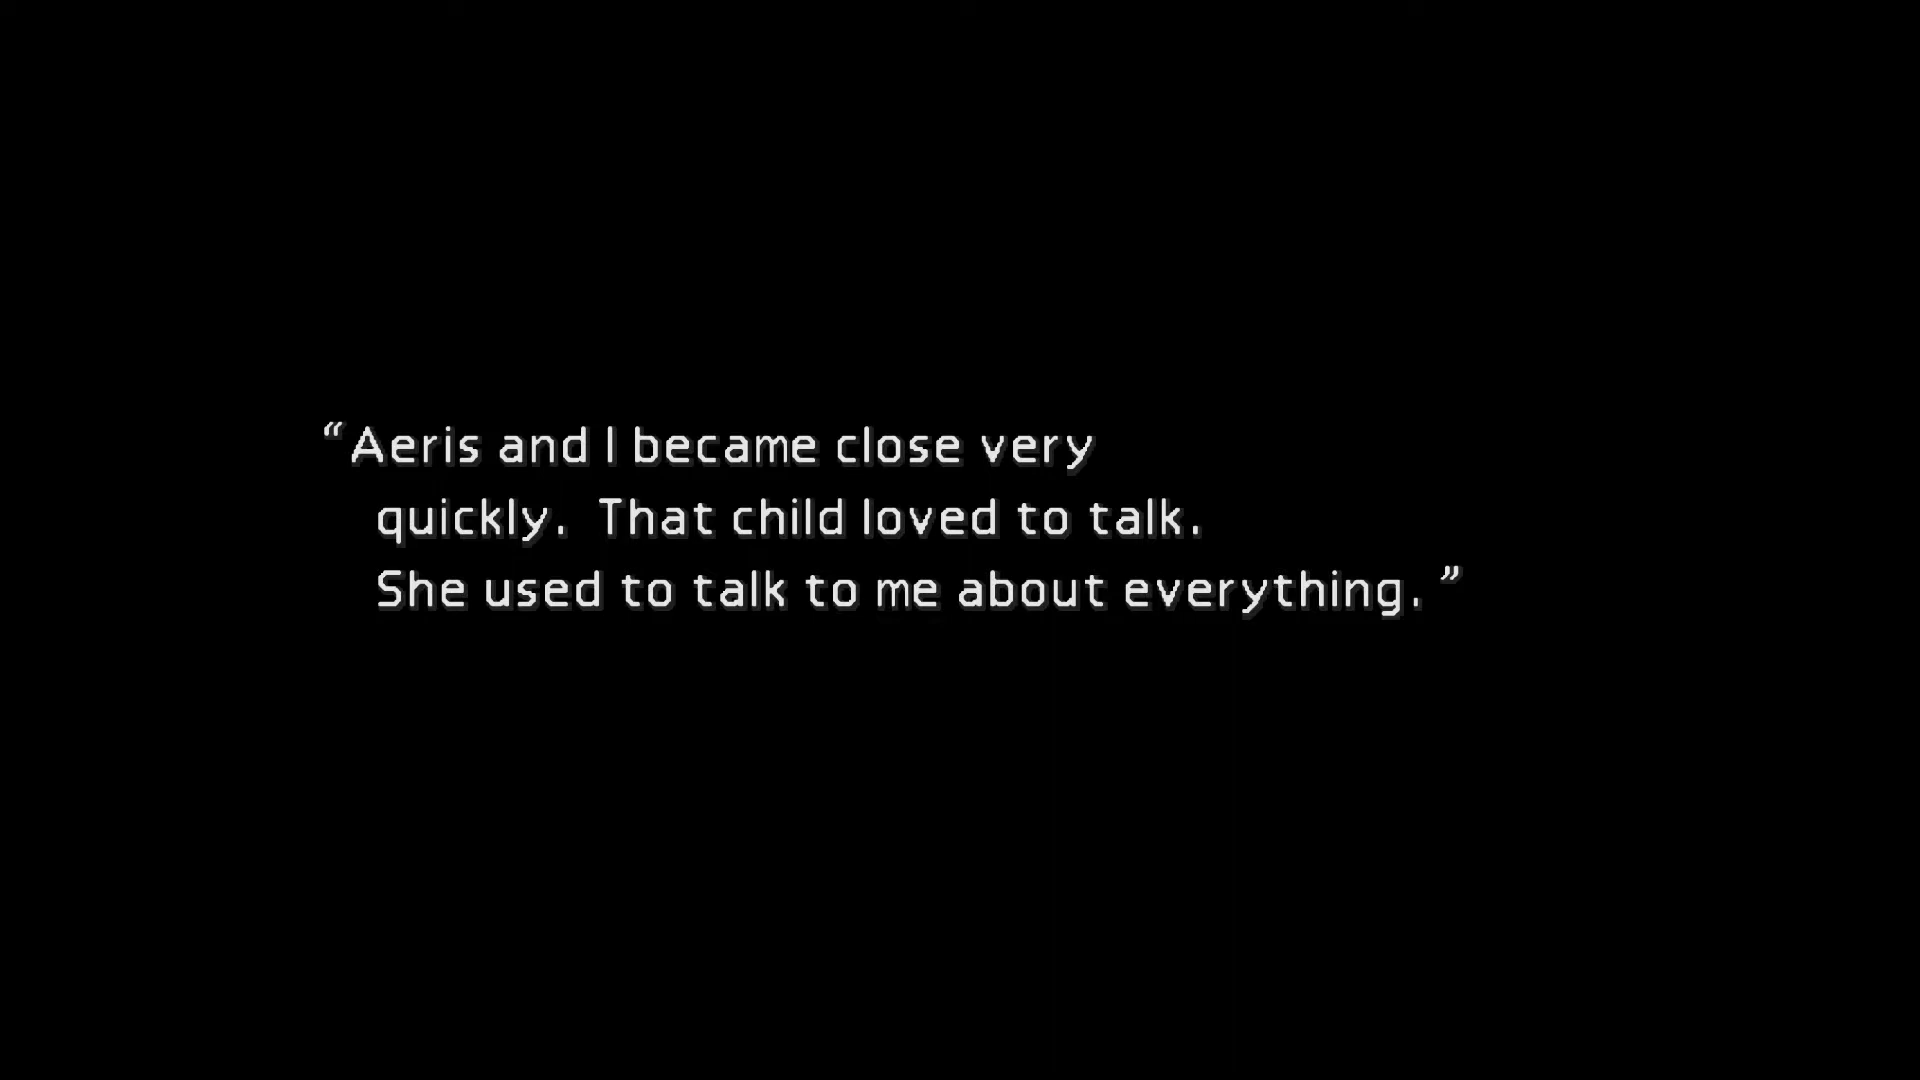 “Aeris and I became close very
quickly. That child loved to talk.
She used to talk to me about everything.”